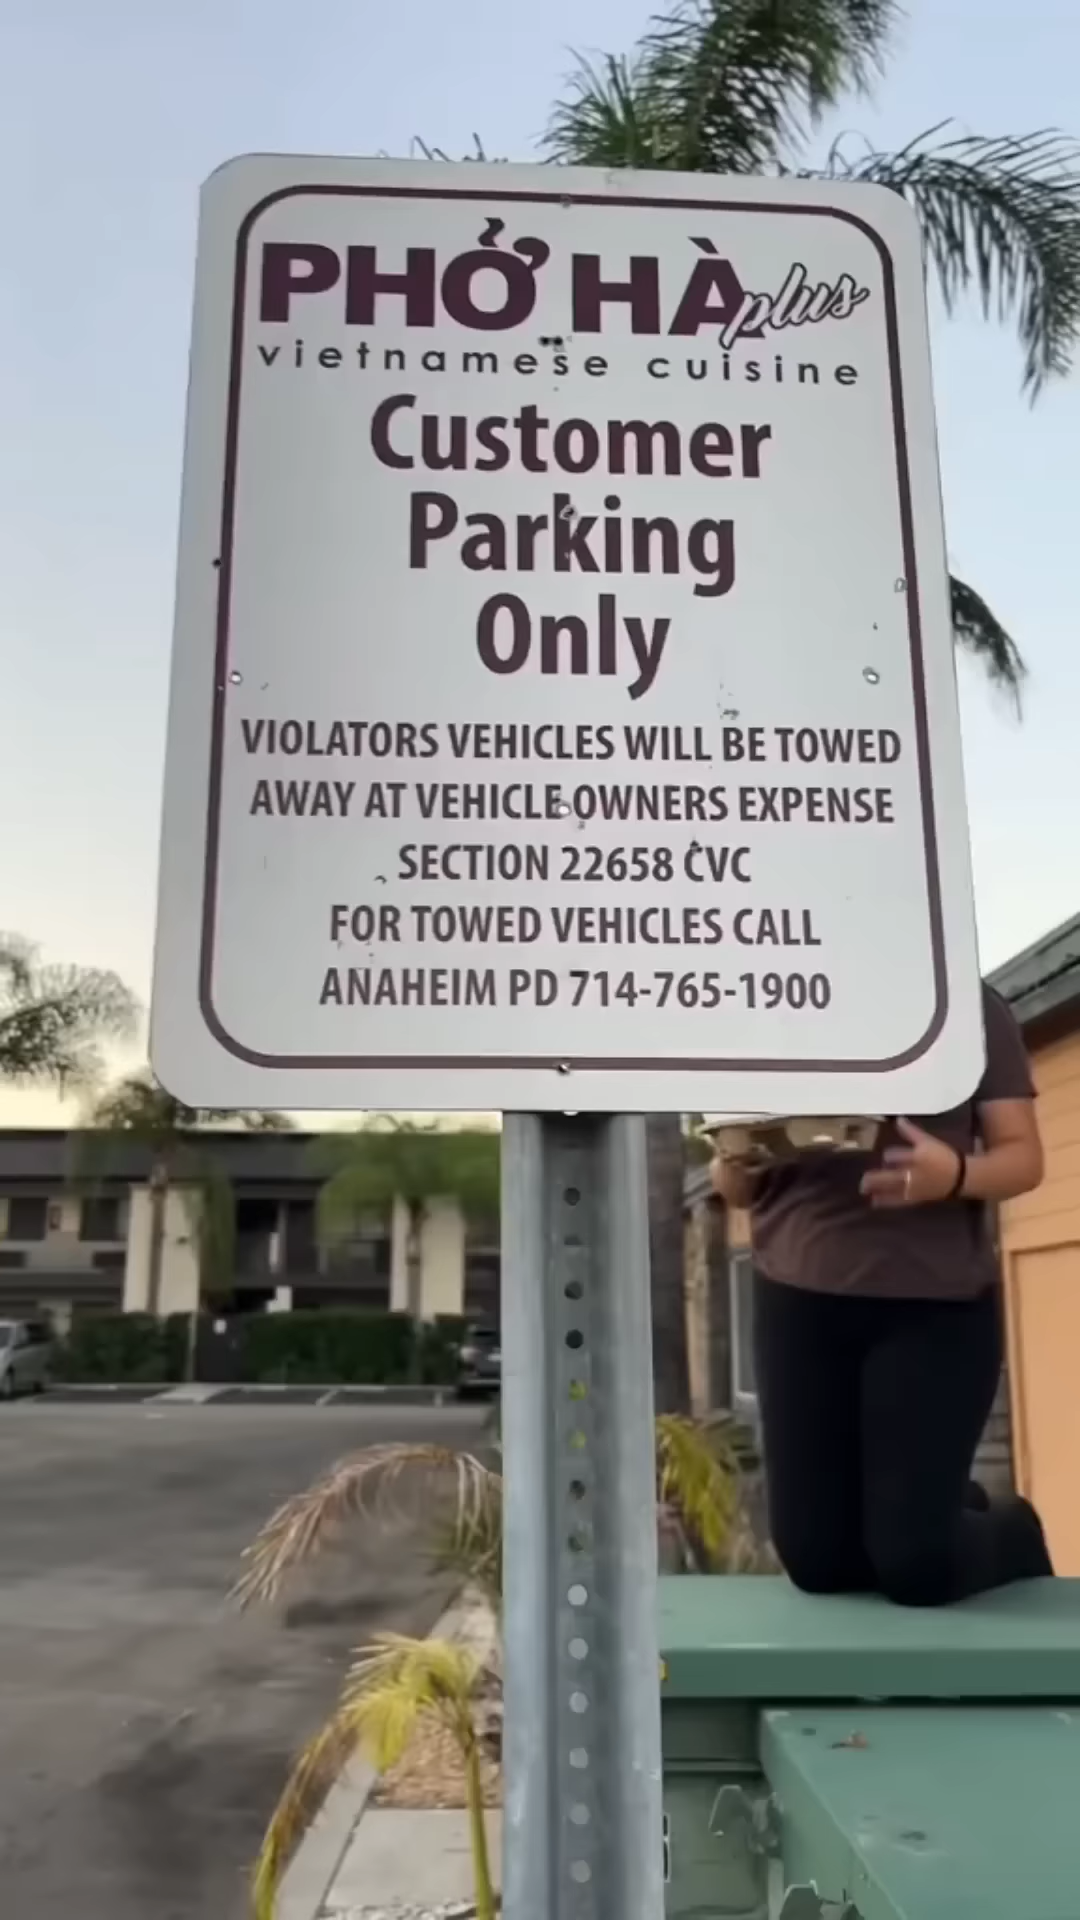 PHỞ HÀ plus
vietnamese cuisine
Customer
Parking
Only
VIOLATORS VEHICLES WILL BE TOWED
AWAY AT VEHICLE OWNERS EXPENSE
SECTION 22658 CVC
FOR TOWED VEHICLES CALL
ANAHEIM PD 714-765-1900